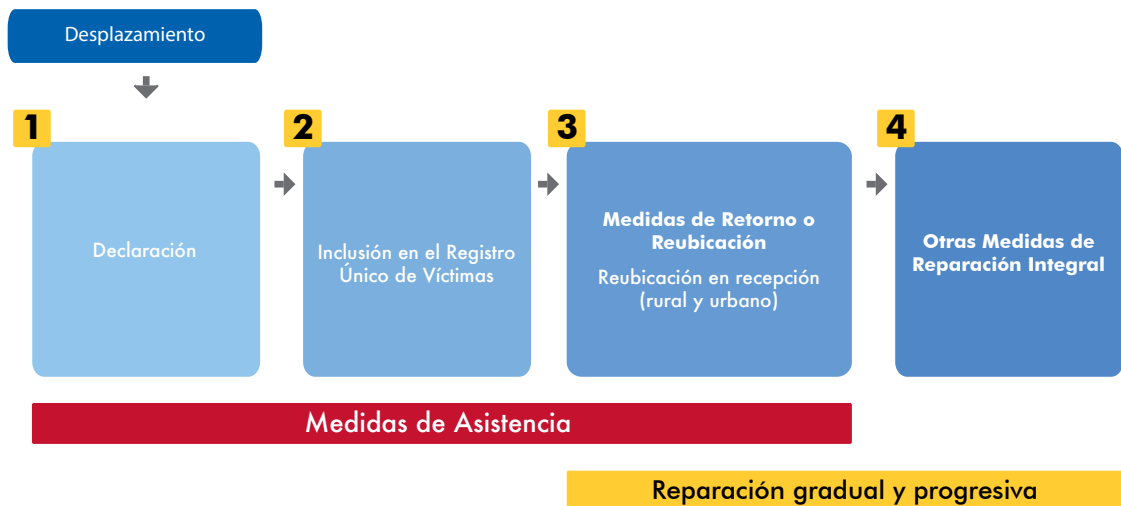 Desplazamiento
1
Declaración
2
Inclusión en el Registro
Único de Víctimas
3
Medidas de Retorno o
Reubicación
Reubicación en recepción
(rural y urbano)
4
Otras Medidas de
Reparación Integral
Medidas de Asistencia
Reparación gradual y progresiva